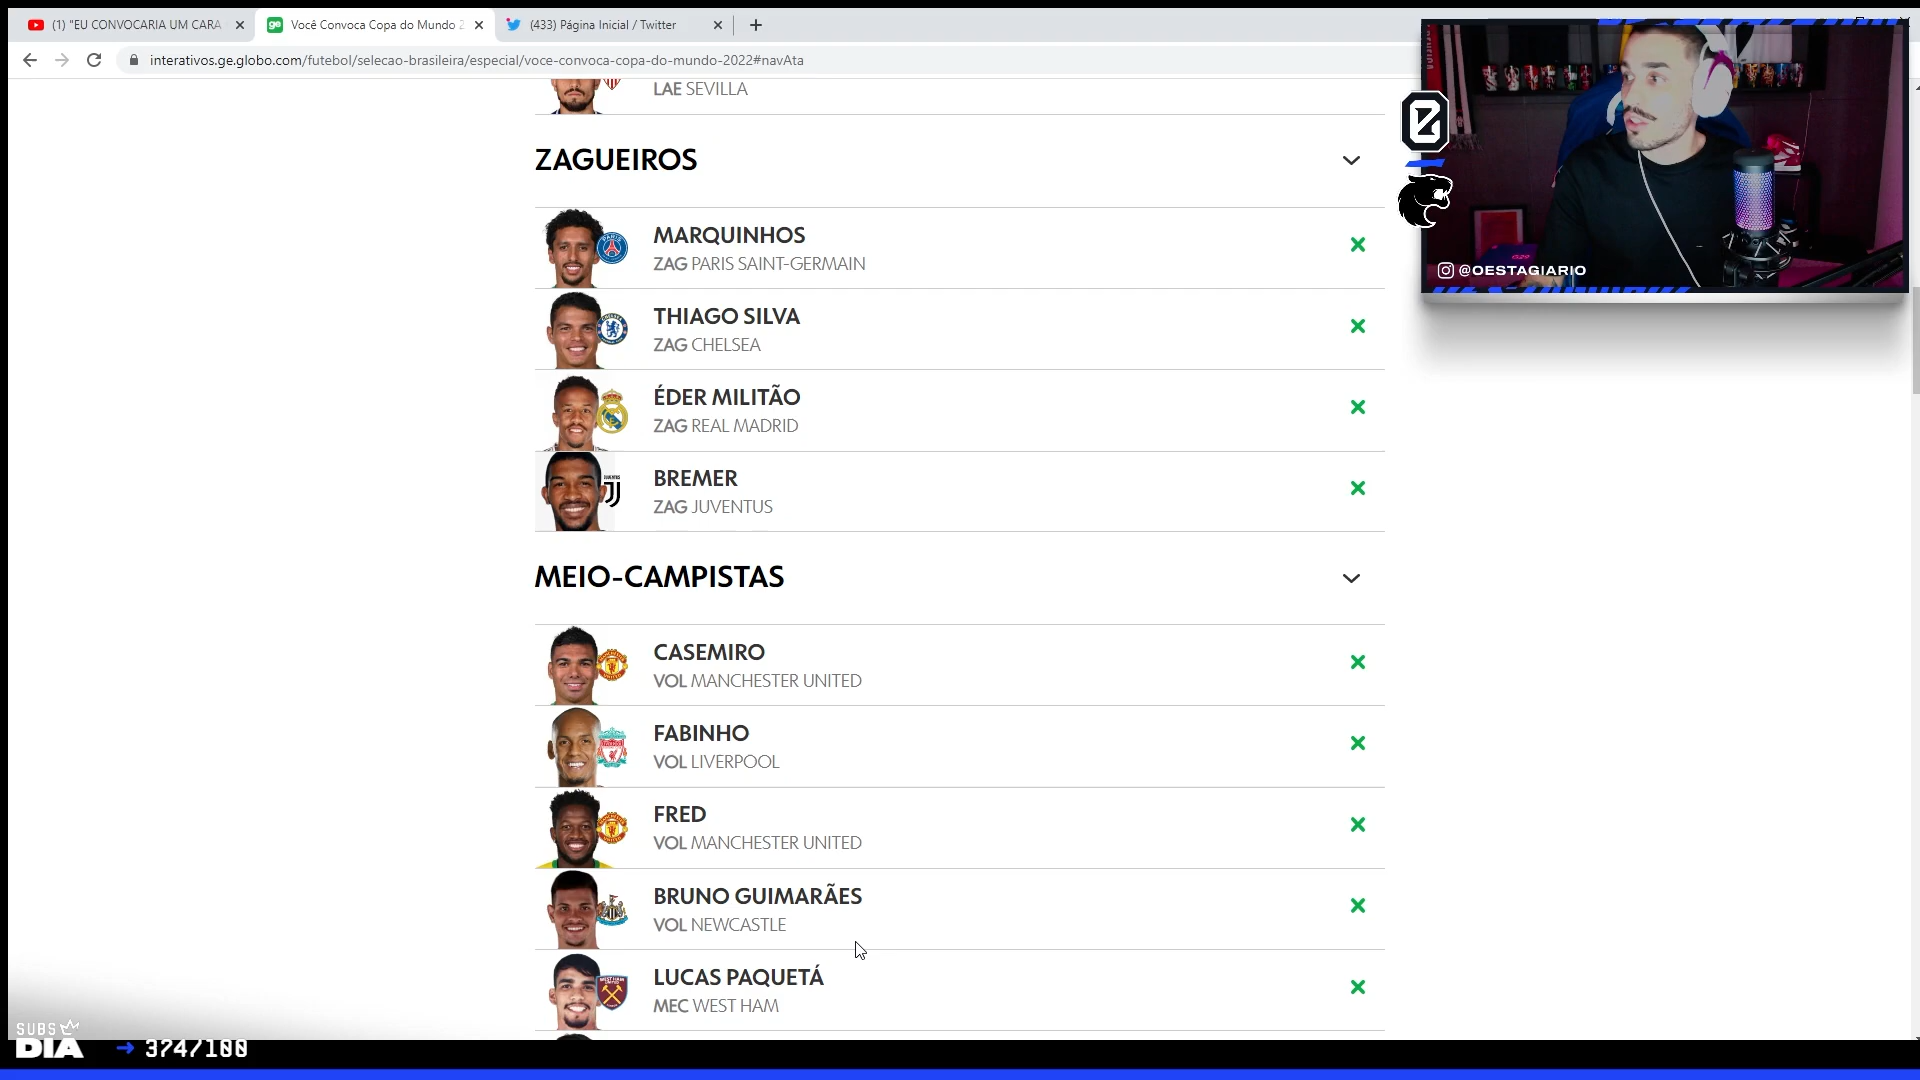 (1) "EU CONVOCARIA UM CARA
Você Convoca Copa do Mundo 2
(433) Página Inicial / Twitter
interativos.ge.globo.com/futebol/selecao-brasileira/especial/voce-convoca-copa-do-mundo-2022#navAta
LAE SEVILLA
ZAGUEIROS
MARQUINHOS
ZAG PARIS SAINT-GERMAIN
THIAGO SILVA
ZAG CHELSEA
ÉDER MILITÃO
ZAG REAL MADRID
BREMER
ZAG JUVENTUS
MEIO-CAMPISTAS
CASEMIRO
VOL MANCHESTER UNITED
FABINHO
VOL LIVERPOOL
FRED
VOL MANCHESTER UNITED
BRUNO GUIMARÃES
VOL NEWCASTLE
LUCAS PAQUETÁ
MEC WEST HAM
@OESTAGIARIO
SUBS
DIA → 374/100